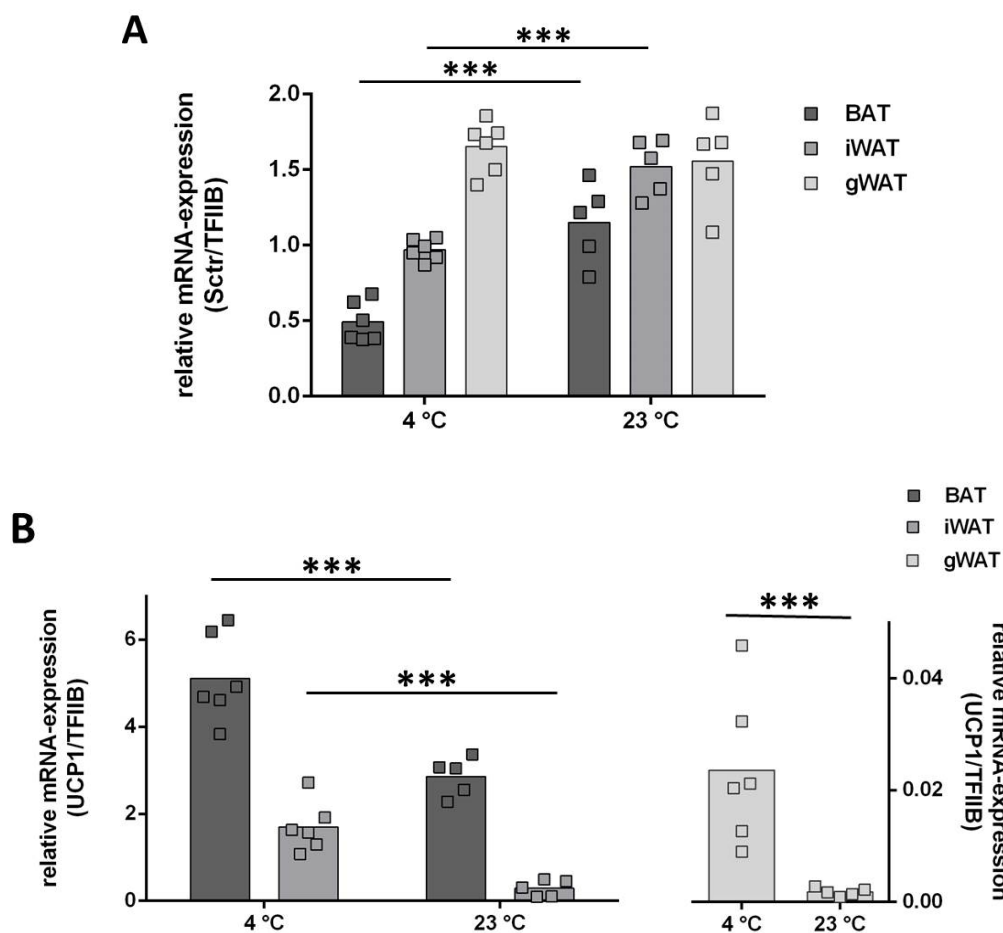 A
***
***
relative mRNA-expression
(Sctr/TFIIB)
2.0
1.5
1.0
0.5
0.0
4 °C
23 °C
BAT
iWAT
gWAT
B
BAT
iWAT
gWAT
***
***
relative mRNA-expression
(UCP1/TFIIB)
6
4
2
0
4 °C
23 °C
***
0.04
0.02
0.00
4 °C
23 °C
relative mRNA-expression
(UCP1/TFIIB)